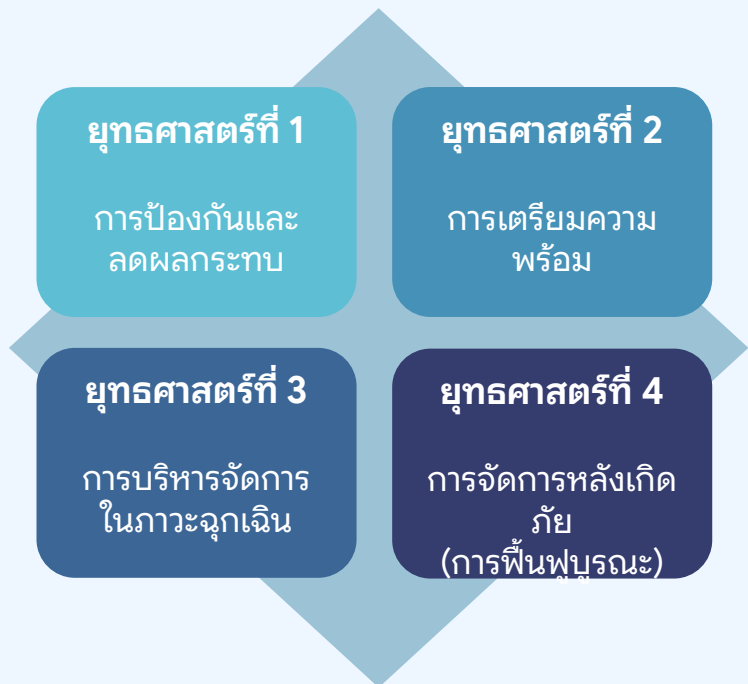 ยุทธศาสตร์ที่ 1
การป้องกันและ
ลดผลกระทบ
ยุทธศาสตร์ที่ 2
การเตรียมความ
พร้อม
ยุทธศาสตร์ที่ 3
การบริหารจัดการ
ในภาวะฉุกเฉิน
ยุทธศาสตร์ที่ 4
การจัดการหลังเกิด
ภัย
(การฟื้นฟูบูรณะ)